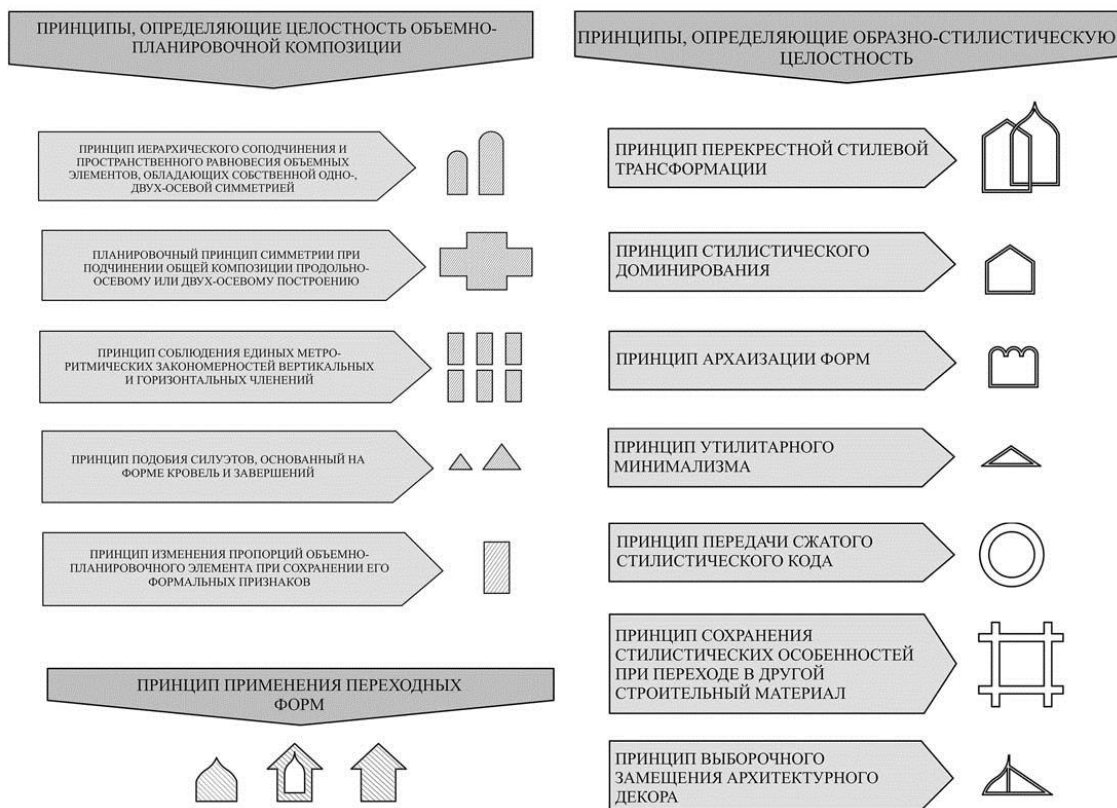 ПРИНЦИПЫ, ОПРЕДЕЛЯЮЩИЕ ЦЕЛОСТНОСТЬ ОБЪЕМНО-
ПЛАНИРОВОЧНОЙ КОМПОЗИЦИИ
ПРИНЦИП ИЕРАРХИЧЕСКОГО СОПОДЧИНЕНИЯ И
ПРОСТРАНСТВЕННОГО РАВНОВЕСИЯ ОБЪЕМНЫХ
ЭЛЕМЕНТОВ, ОБЛАДАЮЩИХ СОБСТВЕННОЙ ОДНО-,
ДВУХ-ОСЕВОЙ СИММЕТРИЕЙ
ПЛАНИРОВОЧНЫЙ ПРИНЦИП СИММЕТРИИ ПРИ
ПОДЧИНЕНИИ ОБЩЕЙ КОМПОЗИЦИИ ПРОДОЛЬНО-
ОСЕВОМУ ИЛИ ДВУХ-ОСЕВОМУ ПОСТРОЕНИЮ
ПРИНЦИП СОБЛЮДЕНИЯ ЕДИНЫХ МЕТРО-
РИТМИЧЕСКИХ ЗАКОНОМЕРНОСТЕЙ ВЕРТИКАЛЬНЫХ
И ГОРИЗОНТАЛЬНЫХ ЧЛЕНЕНИЙ
ПРИНЦИП ПОДОБИЯ СИЛУЭТОВ, ОСНОВАННЫЙ НА
ФОРМЕ КРОВЕЛЬ И ЗАВЕРШЕНИЙ
ПРИНЦИП ИЗМЕНЕНИЯ ПРОПОРЦИЙ ОБЪЕМНО-
ПЛАНИРОВОЧНОГО ЭЛЕМЕНТА ПРИ СОХРАНЕНИИ ЕГО
ФОРМАЛЬНЫХ ПРИЗНАКОВ
ПРИНЦИП ПРИМЕНЕНИЯ ПЕРЕХОДНЫХ
ФОРМ
ПРИНЦИПЫ, ОПРЕДЕЛЯЮЩИЕ ОБРАЗНО-СТИЛИСТИЧЕСКУЮ
ЦЕЛОСТНОСТЬ
ПРИНЦИП ПЕРЕКРЕСТНОЙ СТИЛЕВОЙ
ТРАНСФОРМАЦИИ
ПРИНЦИП СТИЛИСТИЧЕСКОГО
ДОМИНИРОВАНИЯ
ПРИНЦИП АРХАИЗАЦИИ ФОРМ
ПРИНЦИП УТИЛИТАРНОГО
МИНИМАЛИЗМА
ПРИНЦИП ПЕРЕДАЧИ СЖАТОГО
СТИЛИСТИЧЕСКОГО КОДА
ПРИНЦИП СОХРАНЕНИЯ
СТИЛИСТИЧЕСКИХ ОСОБЕННОСТЕЙ
ПРИ ПЕРЕХОДЕ В ДРУГОЙ
СТРОИТЕЛЬНЫЙ МАТЕРИАЛ
ПРИНЦИП ВЫБОРОЧНОГО
ЗАМЕЩЕНИЯ АРХИТЕКТУРНОГО
ДЕКОРА